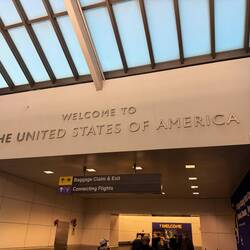 WELCOME TO
THE UNITED STATES OF AMERICA
Baggage Claim & Exit
Connecting Flights
WELCOME